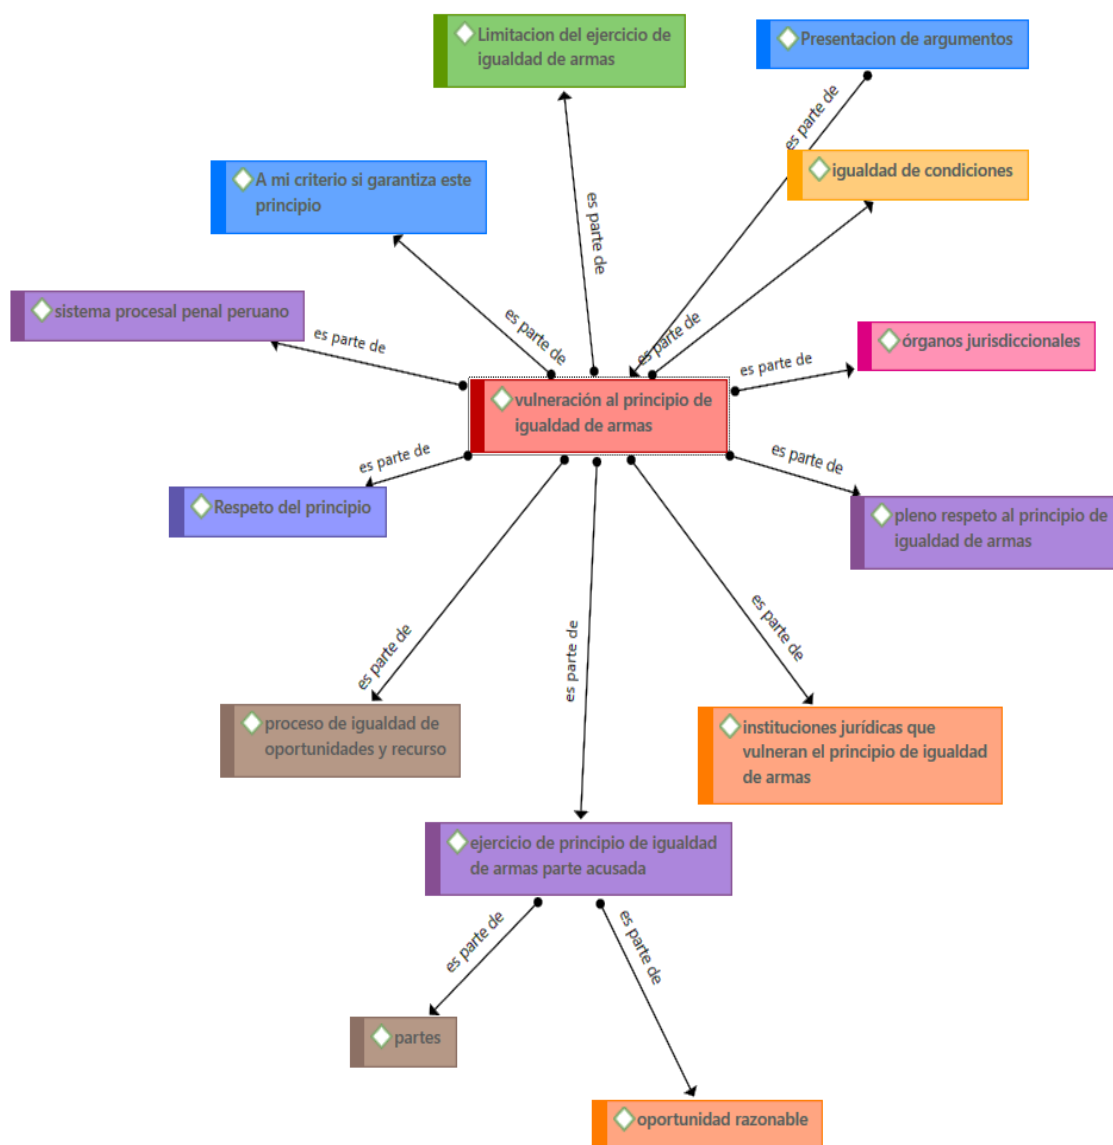 Limitacion del ejercicio de
igualdad de armas
Presentacion de argumentos
es parte de
igualdad de condiciones
A mi criterio si garantiza este
principio
es parte de
sistema procesal penal peruano
es parte de
es parte de
es parte de
órganos jurisdiccionales
es parte de
vulneración al principio de
igualdad de armas
es parte de
es parte de
Respeto del principio
pleno respeto al principio de
igualdad de armas
es parte de
es parte de
es parte de
proceso de igualdad de
oportunidades y recurso
instituciones jurídicas que
vulneran el principio de igualdad
de armas
ejercicio de principio de igualdad
de armas parte acusada
es parte de
es parte de
partes
oportunidad razonable